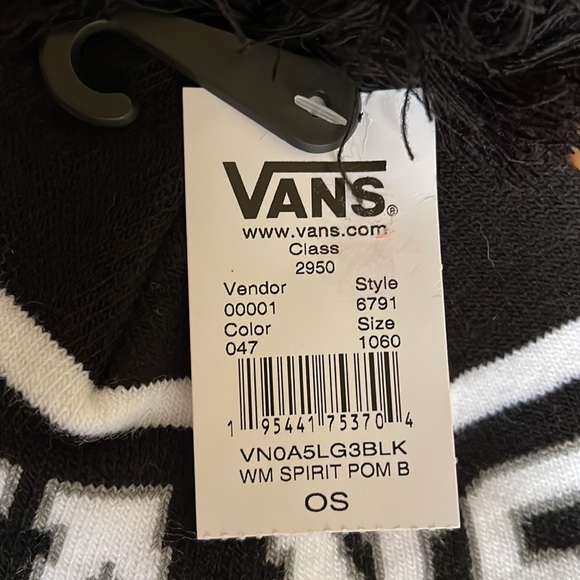 VANS®
www.vans.com
Class
2950
Vendor Style
00001 6791
Color Size
047 1060
1 95441 75370 4
VN0A5LG3BLK
WM SPIRIT POM B
OS